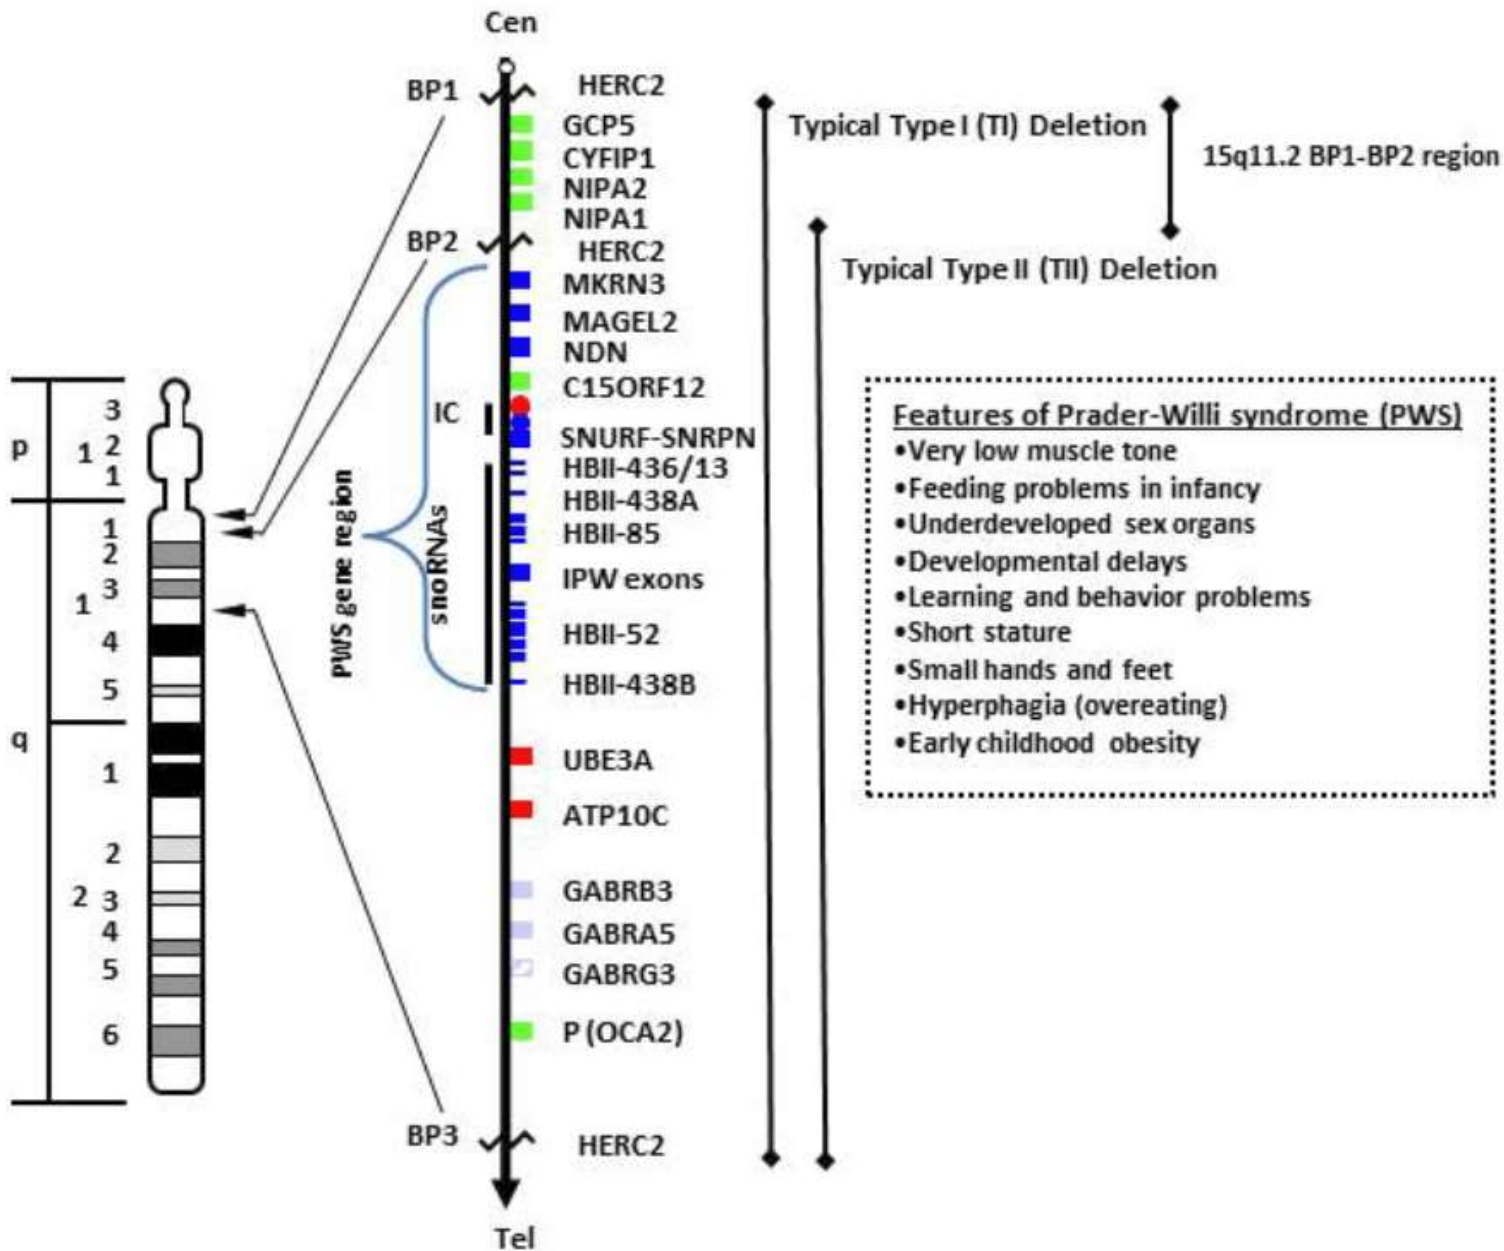 Cen
BP1
HERC2
GCP5
CYFIP1
NIPA2
NIPA1
BP2
HERC2
MKRN3
MAGEL2
NDN
C15ORF12
IC
SNURF-SNRPN
HBII-436/13
HBII-438A
HBII-85
IPW exons
HBII-52
HBII-438B
snoRNAs
PWS gene region
UBE3A
ATP10C
GABRB3
GABRA5
GABRG3
P (OCA2)
BP3
HERC2
Tel
Typical Type I (TI) Deletion
15q11.2 BP1-BP2 region
Typical Type II (TII) Deletion
Features of Prader-Willi syndrome (PWS)
•Very low muscle tone
•Feeding problems in infancy
•Underdeveloped sex organs
•Developmental delays
•Learning and behavior problems
•Short stature
•Small hands and feet
•Hyperphagia (overeating)
•Early childhood obesity
p
1
3
2
1
q
1
1
2
3
4
5
2
1
2
3
4
5
6